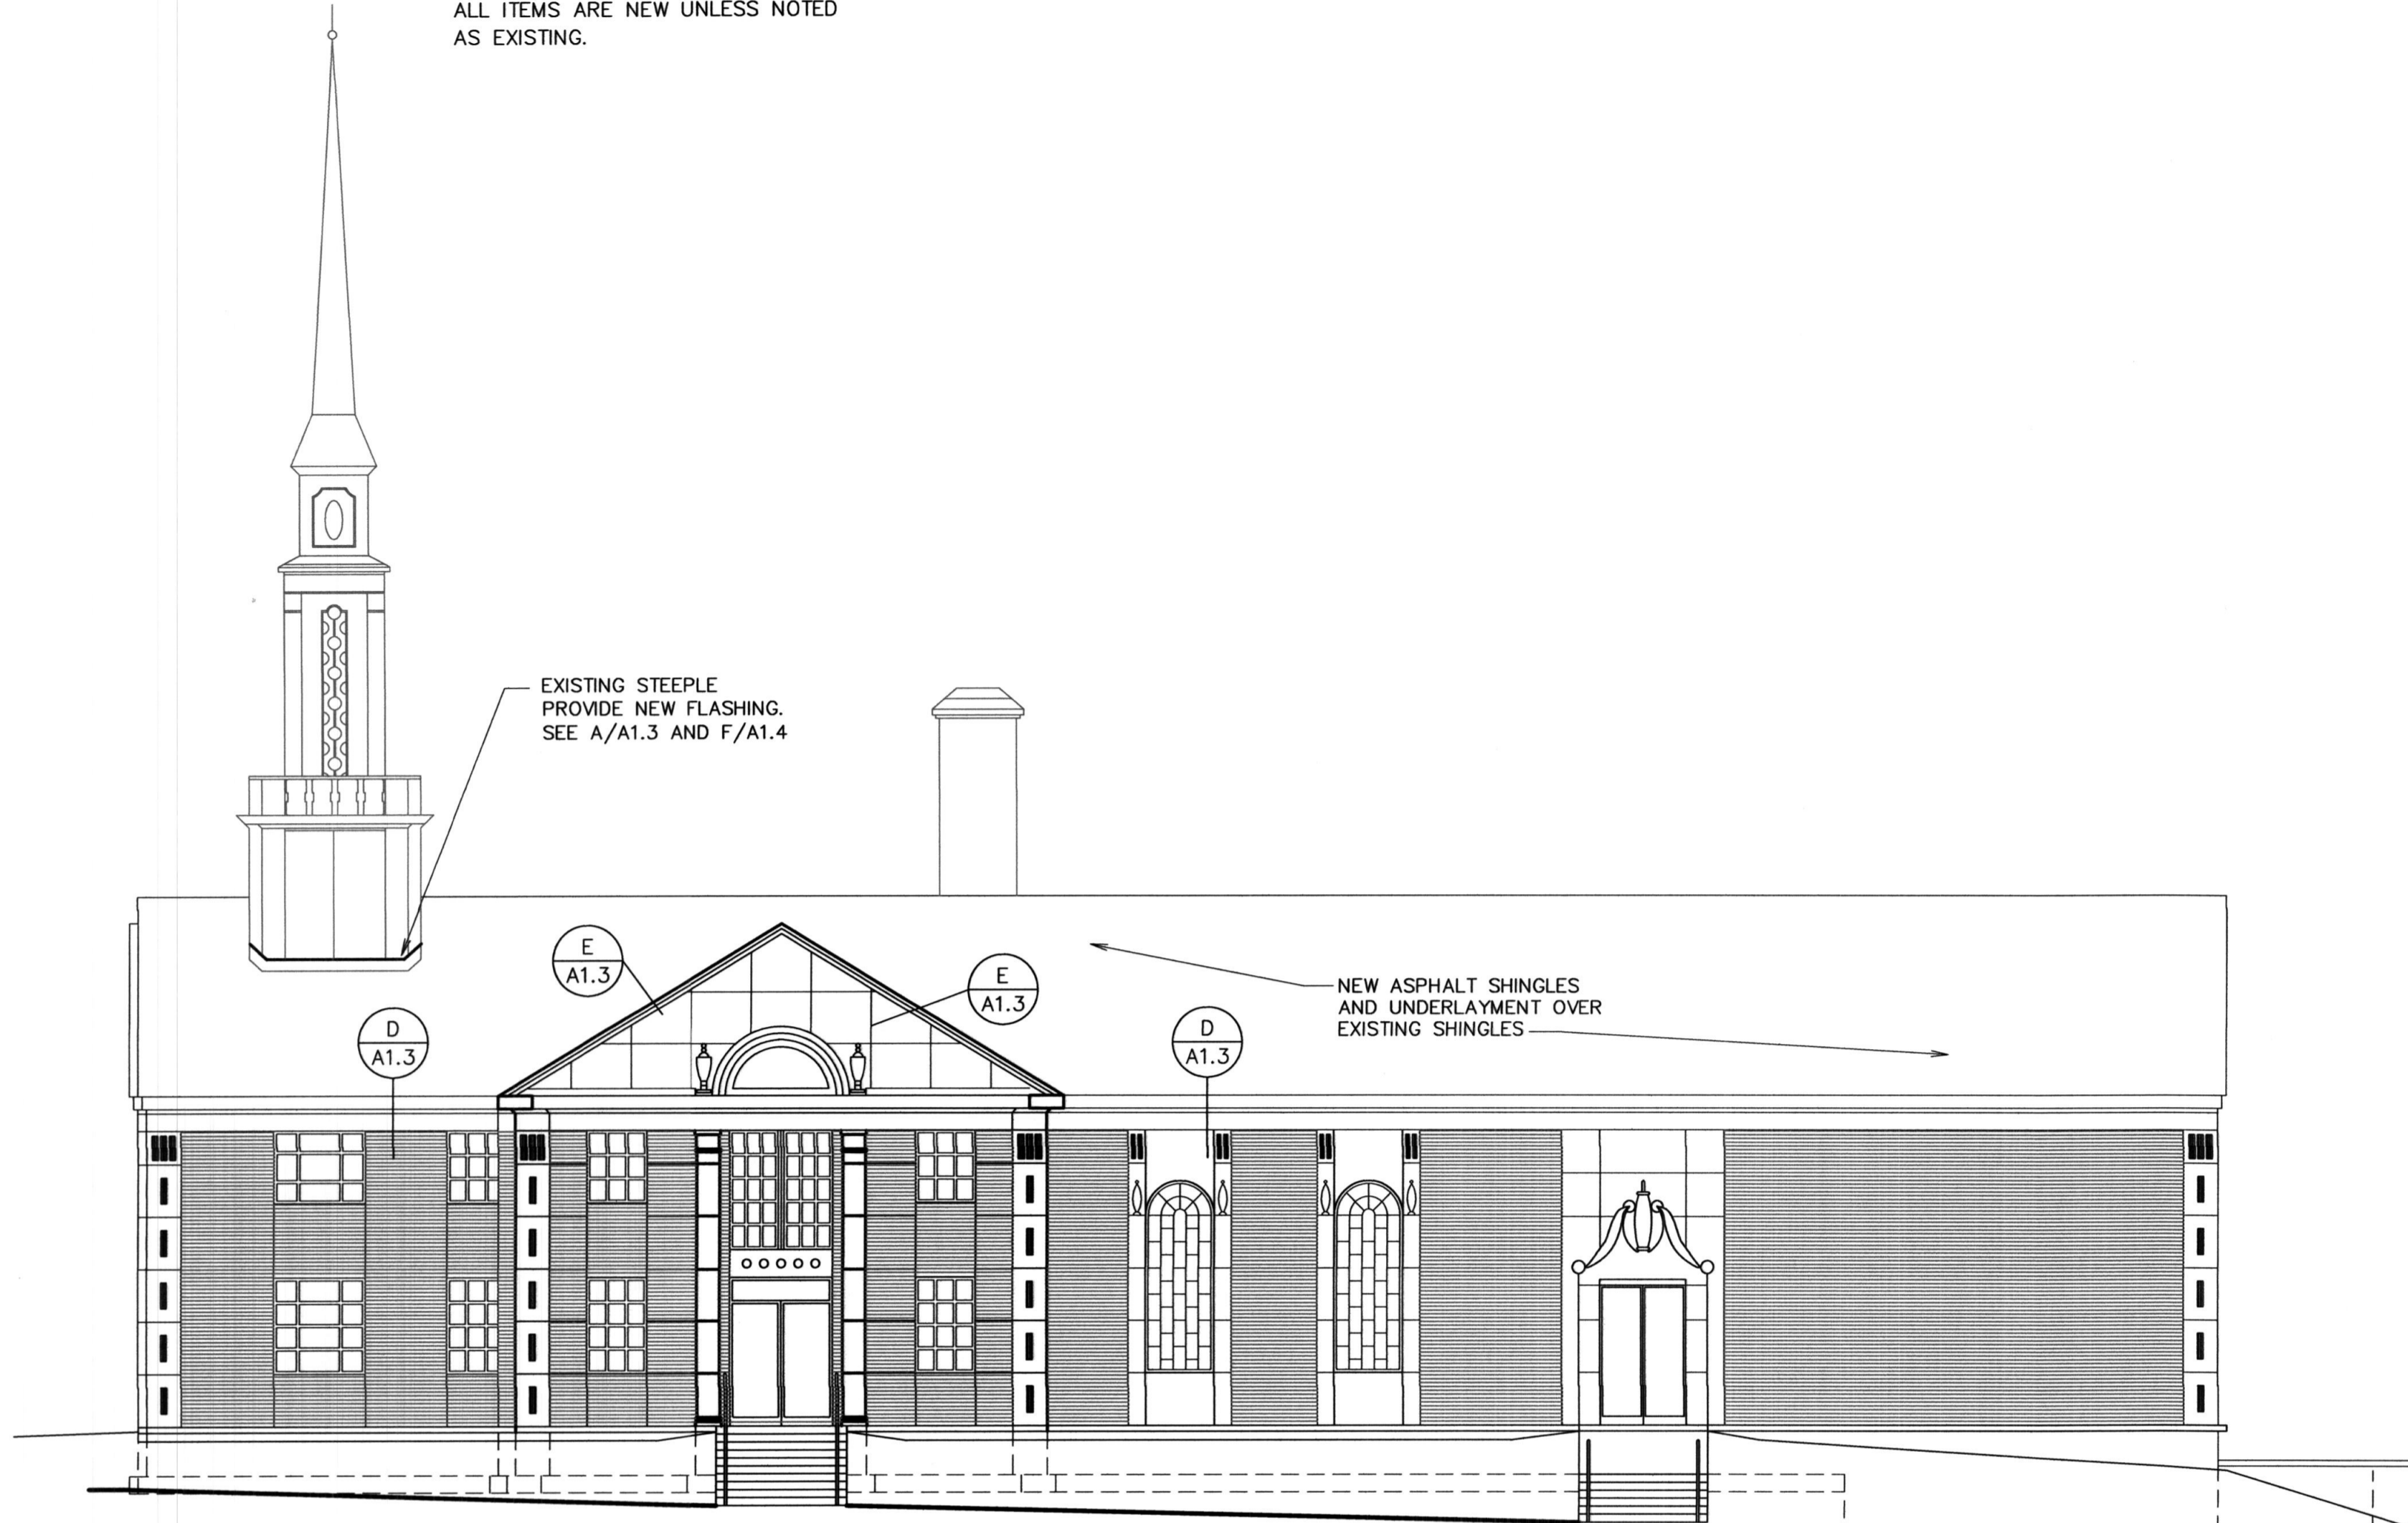 ALL ITEMS ARE NEW UNLESS NOTED
AS EXISTING.
EXISTING STEEPLE
PROVIDE NEW FLASHING.
SEE A/A1.3 AND F/A1.4
E
A1.3
E
A1.3
D
A1.3
D
A1.3
NEW ASPHALT SHINGLES
AND UNDERLAYMENT OVER
EXISTING SHINGLES